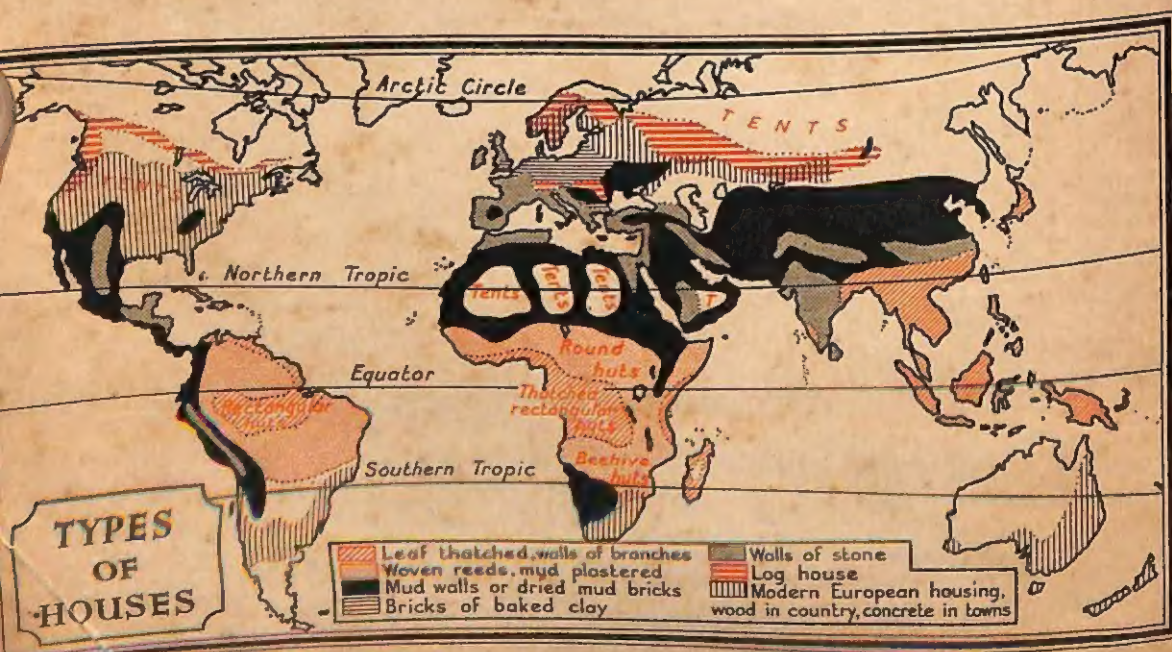 Arctic Circle
TENTS
TENTS
Northern Tropic
Tents
Tents
Tents
T
Round
huts
Equator
Thatched
rectangular
huts
Rectangular
huts
Beehive
huts
Southern Tropic
TYPES
OF
HOUSES
Leaf thatched, walls of branches
Woven reeds, mud plastered
Mud walls or dried mud bricks
Bricks of baked clay
Walls of stone
Log house
Modern European housing,
wood in country, concrete in towns